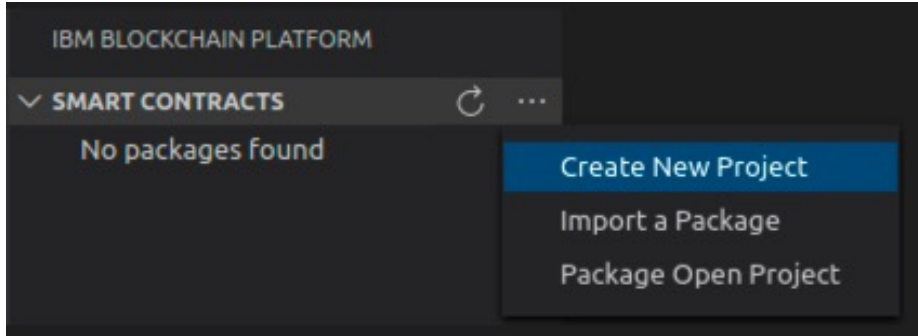 IBM BLOCKCHAIN PLATFORM
SMART CONTRACTS
No packages found
Create New Project
Import a Package
Package Open Project